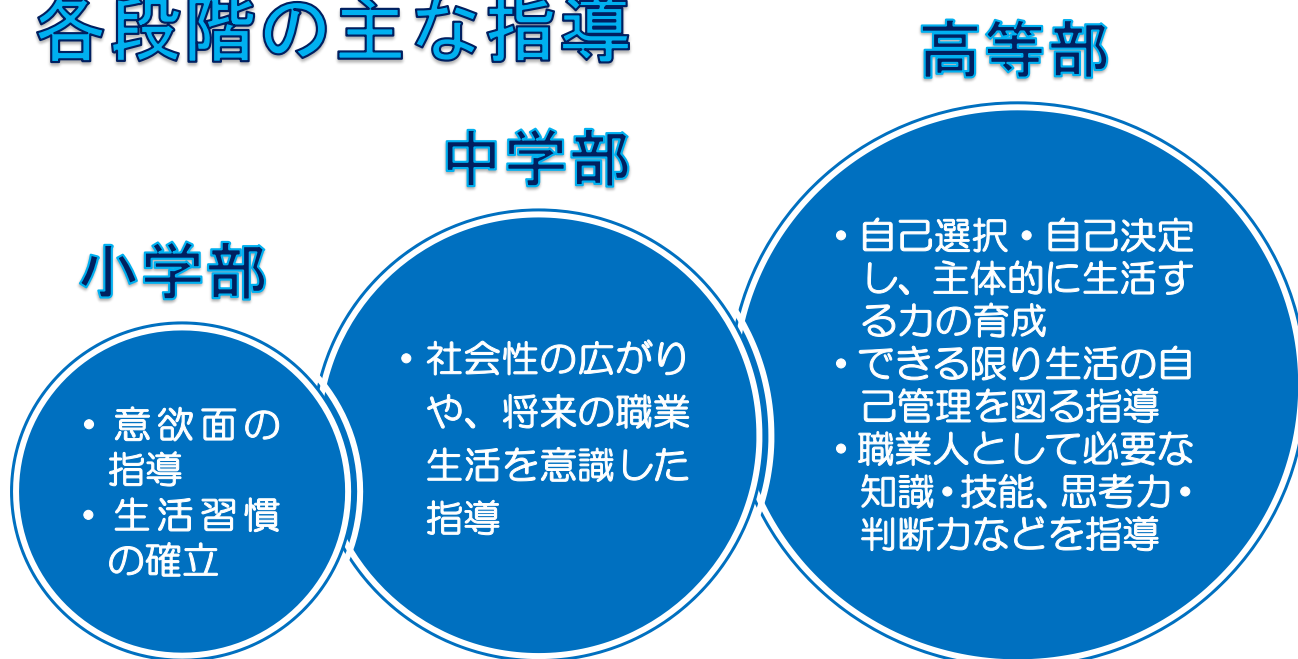 各段階の主な指導
小学部
・意欲面の
指導
・生活習慣
の確立
中学部
・社会性の広がり
や、将来の職業
生活を意識した
指導
高等部
・自己選択・自己決定
し、主体的に生活す
る力の育成
・できる限り生活の自
己管理を図る指導
・職業人として必要な
知識・技能、思考力・
判断力などを指導